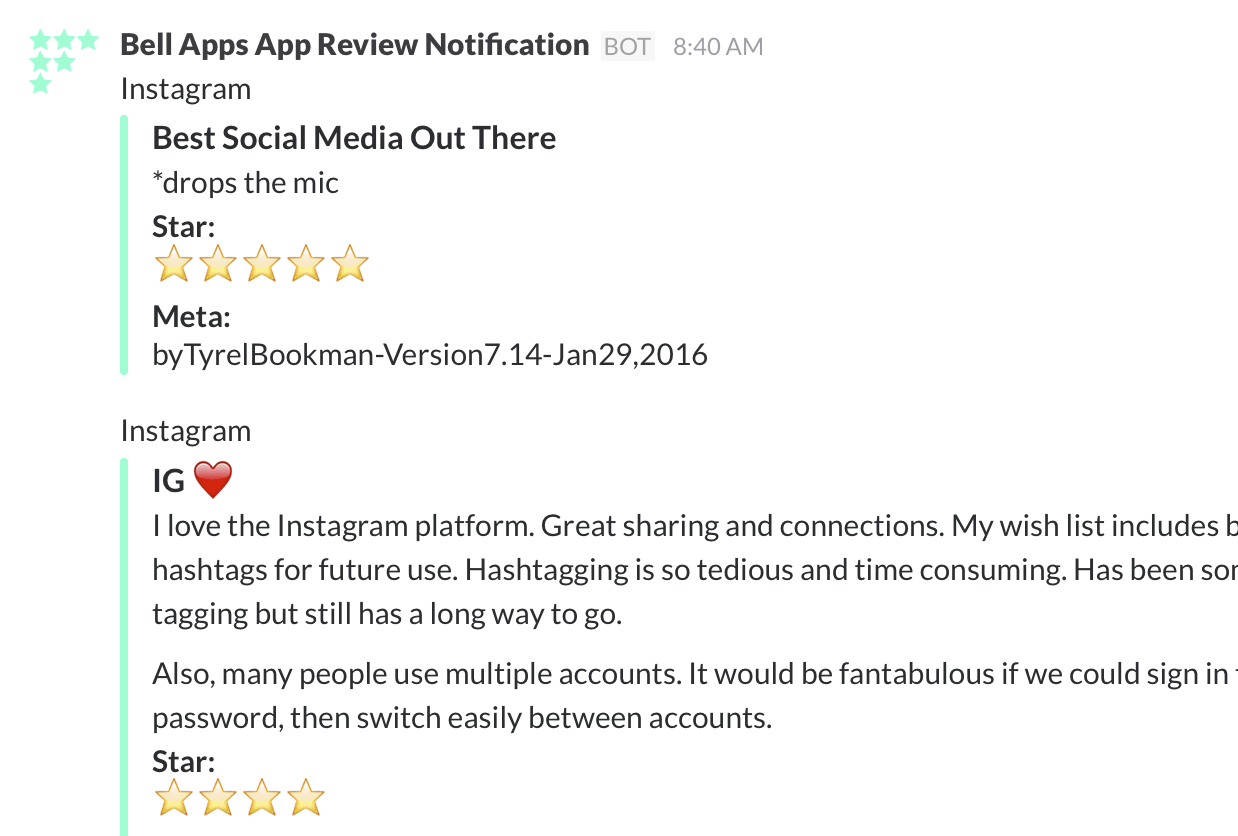 Bell Apps App Review Notification BOT 8:40 AM
Instagram
Best Social Media Out There
*drops the mic
Star:
Meta:
byTyrelBookman-Version7.14-Jan29,2016
Instagram
IG
I love the Instagram platform. Great sharing and connections. My wish list includes
hashtags for future use. Hashtagging is so tedious and time consuming. Has been
tagging but still has a long way to go.
Also, many people use multiple accounts. It would be fantabulous if we could sign in
password, then switch easily between accounts.
Star: